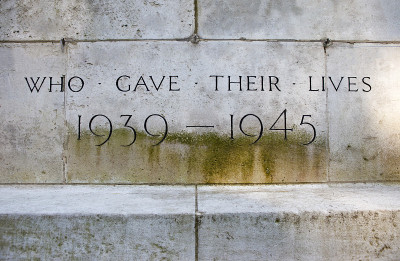 WHO · GAVE · THEIR · LIVES
1939 – 1945